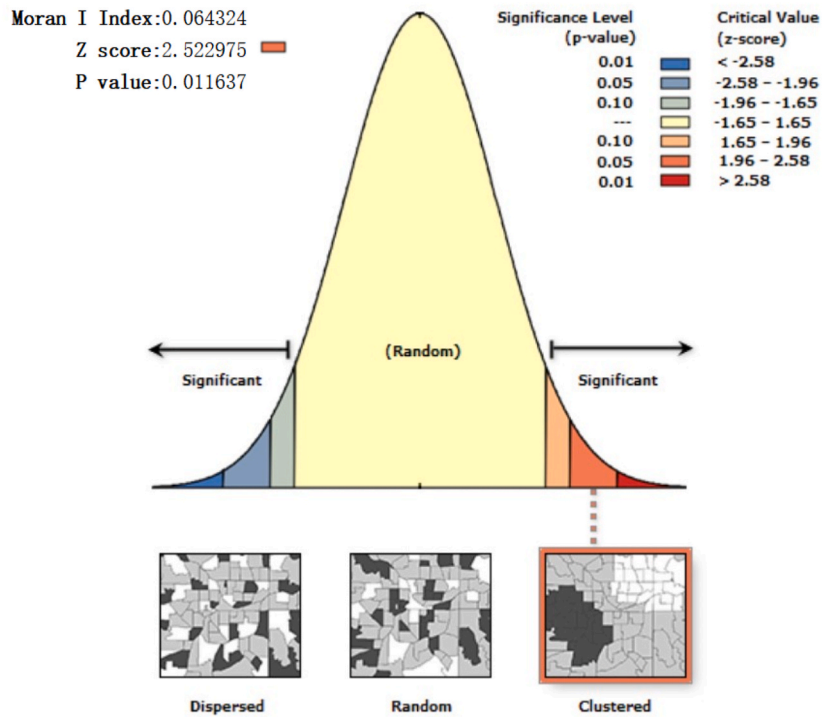 Moran I Index:0.064324
Z score:2.522975
P value:0.011637
Significance Level
(p-value)
Critical Value
(z-score)
0.01 < -2.58
0.05 -2.58 – -1.96
0.10 -1.96 – -1.65
--- -1.65 – 1.65
0.10 1.65 – 1.96
0.05 1.96 – 2.58
0.01 > 2.58
Significant
(Random)
Significant
Dispersed
Random
Clustered